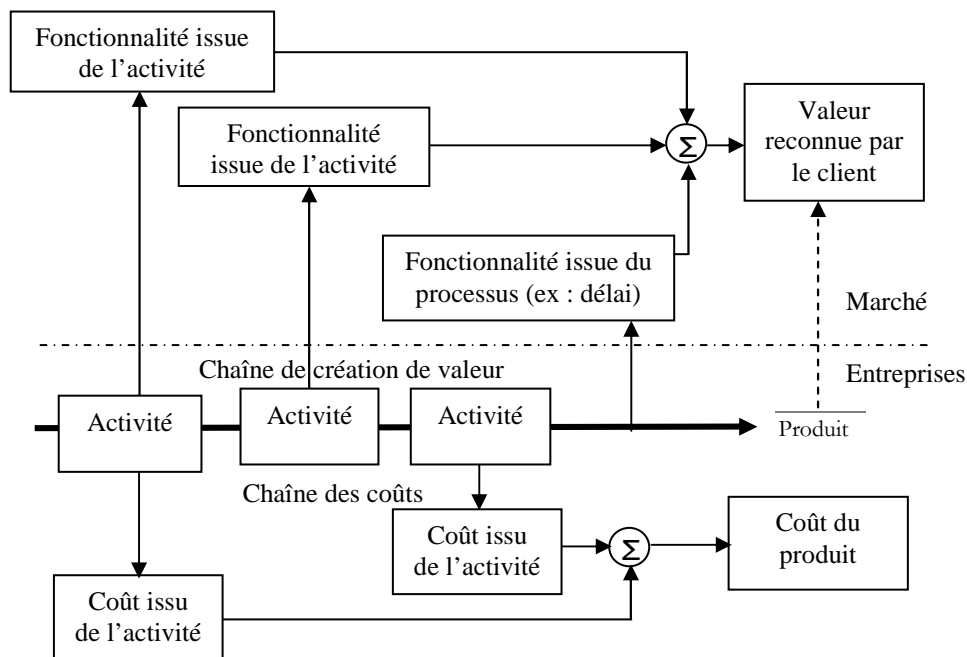 Fonctionnalité issue
de l’activité
Fonctionnalité
issue de l’activité
Σ
Valeur
reconnue par
le client
Fonctionnalité issue du
processus (ex : délai)
Marché
Chaîne de création de valeur
Entreprises
Activité
Activité
Activité
Produit
Chaîne des coûts
Coût issu
de l’activité
Σ
Coût du
produit
Coût issu
de l’activité